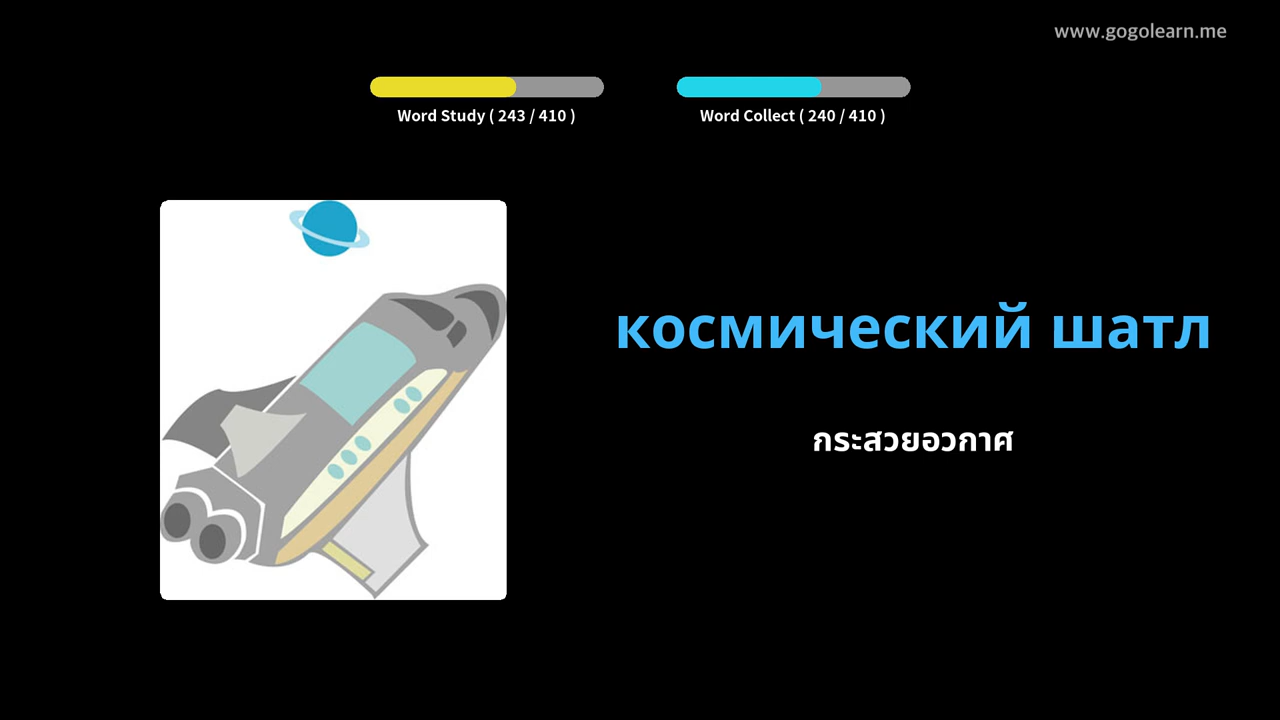 www.gogolearn.me
Word Study ( 243 / 410 )
Word Collect ( 240 / 410 )
космический шатл
กระสวยอวกาศ